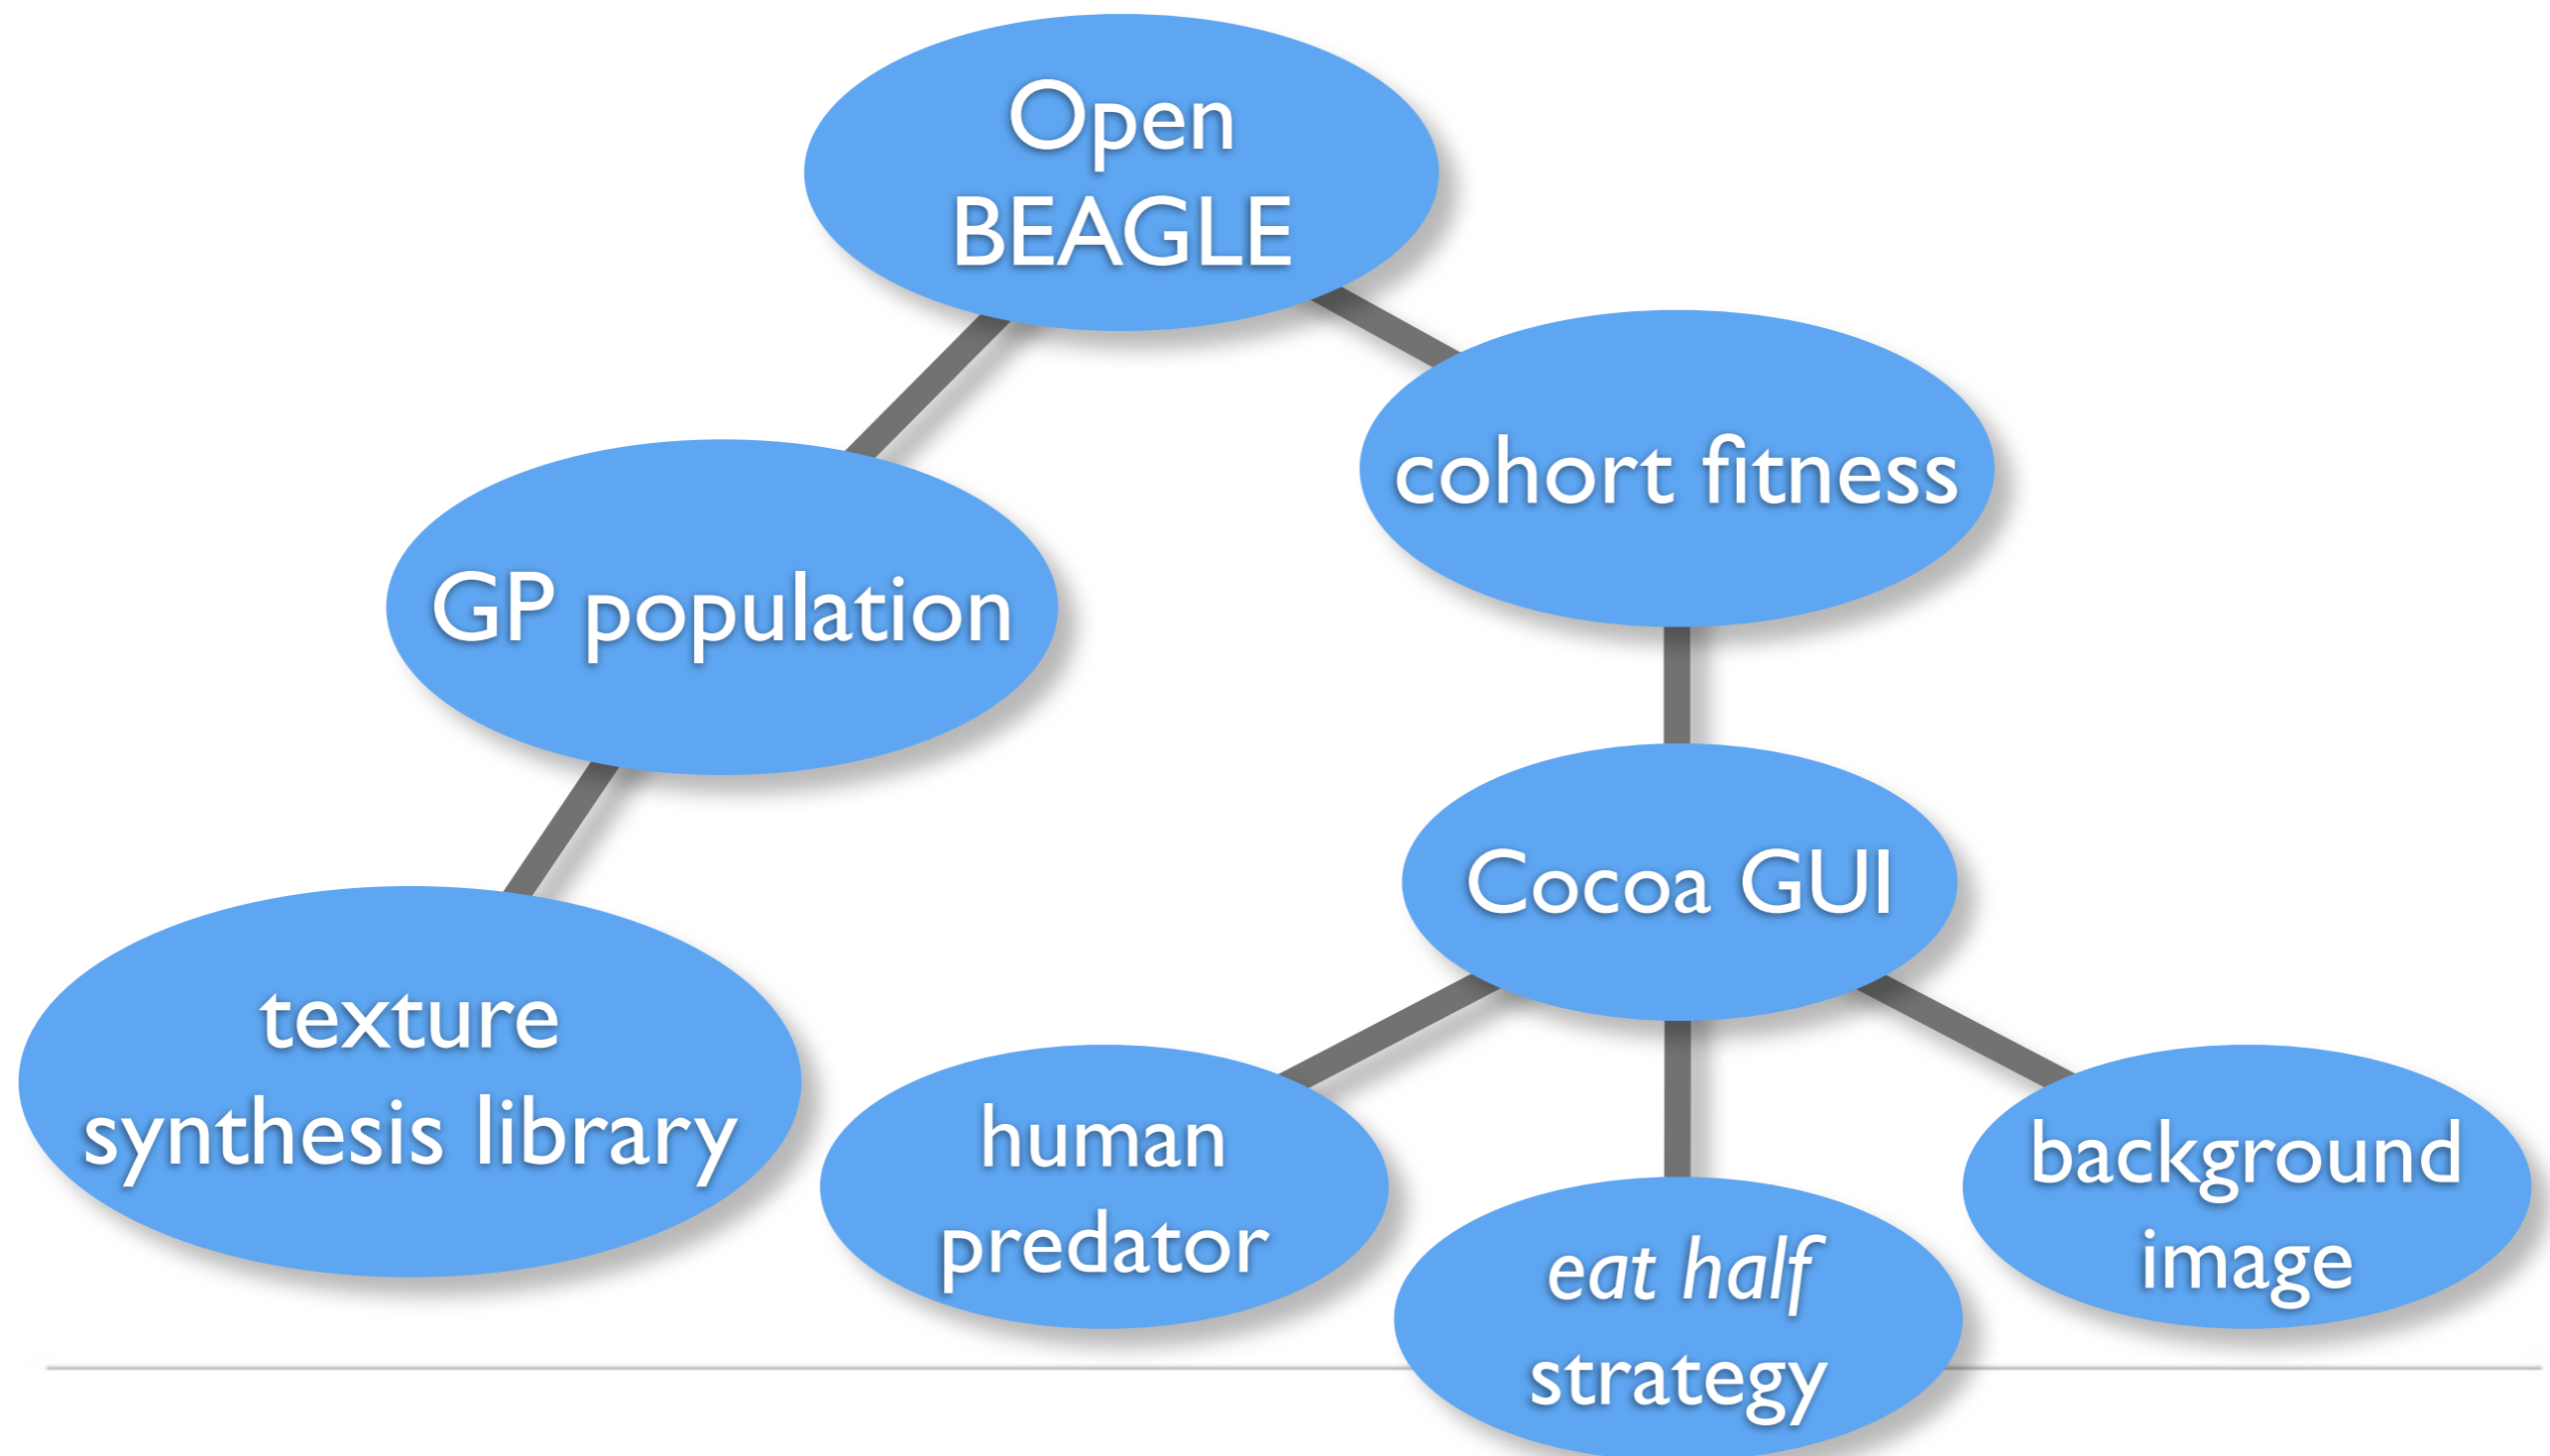 Open
BEAGLE
cohort fitness
GP population
Cocoa GUI
texture
synthesis library
human
predator
eat half
strategy
background
image